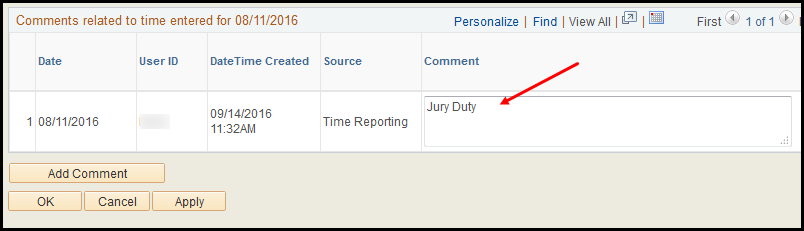 Comments related to time entered for 08/11/2016
Personalize | Find | View All | | First 1 of 1
Date User ID DateTime Created Source Comment
1 08/11/2016 09/14/2016 11:32AM Time Reporting Jury Duty
Add Comment
OK Cancel Apply